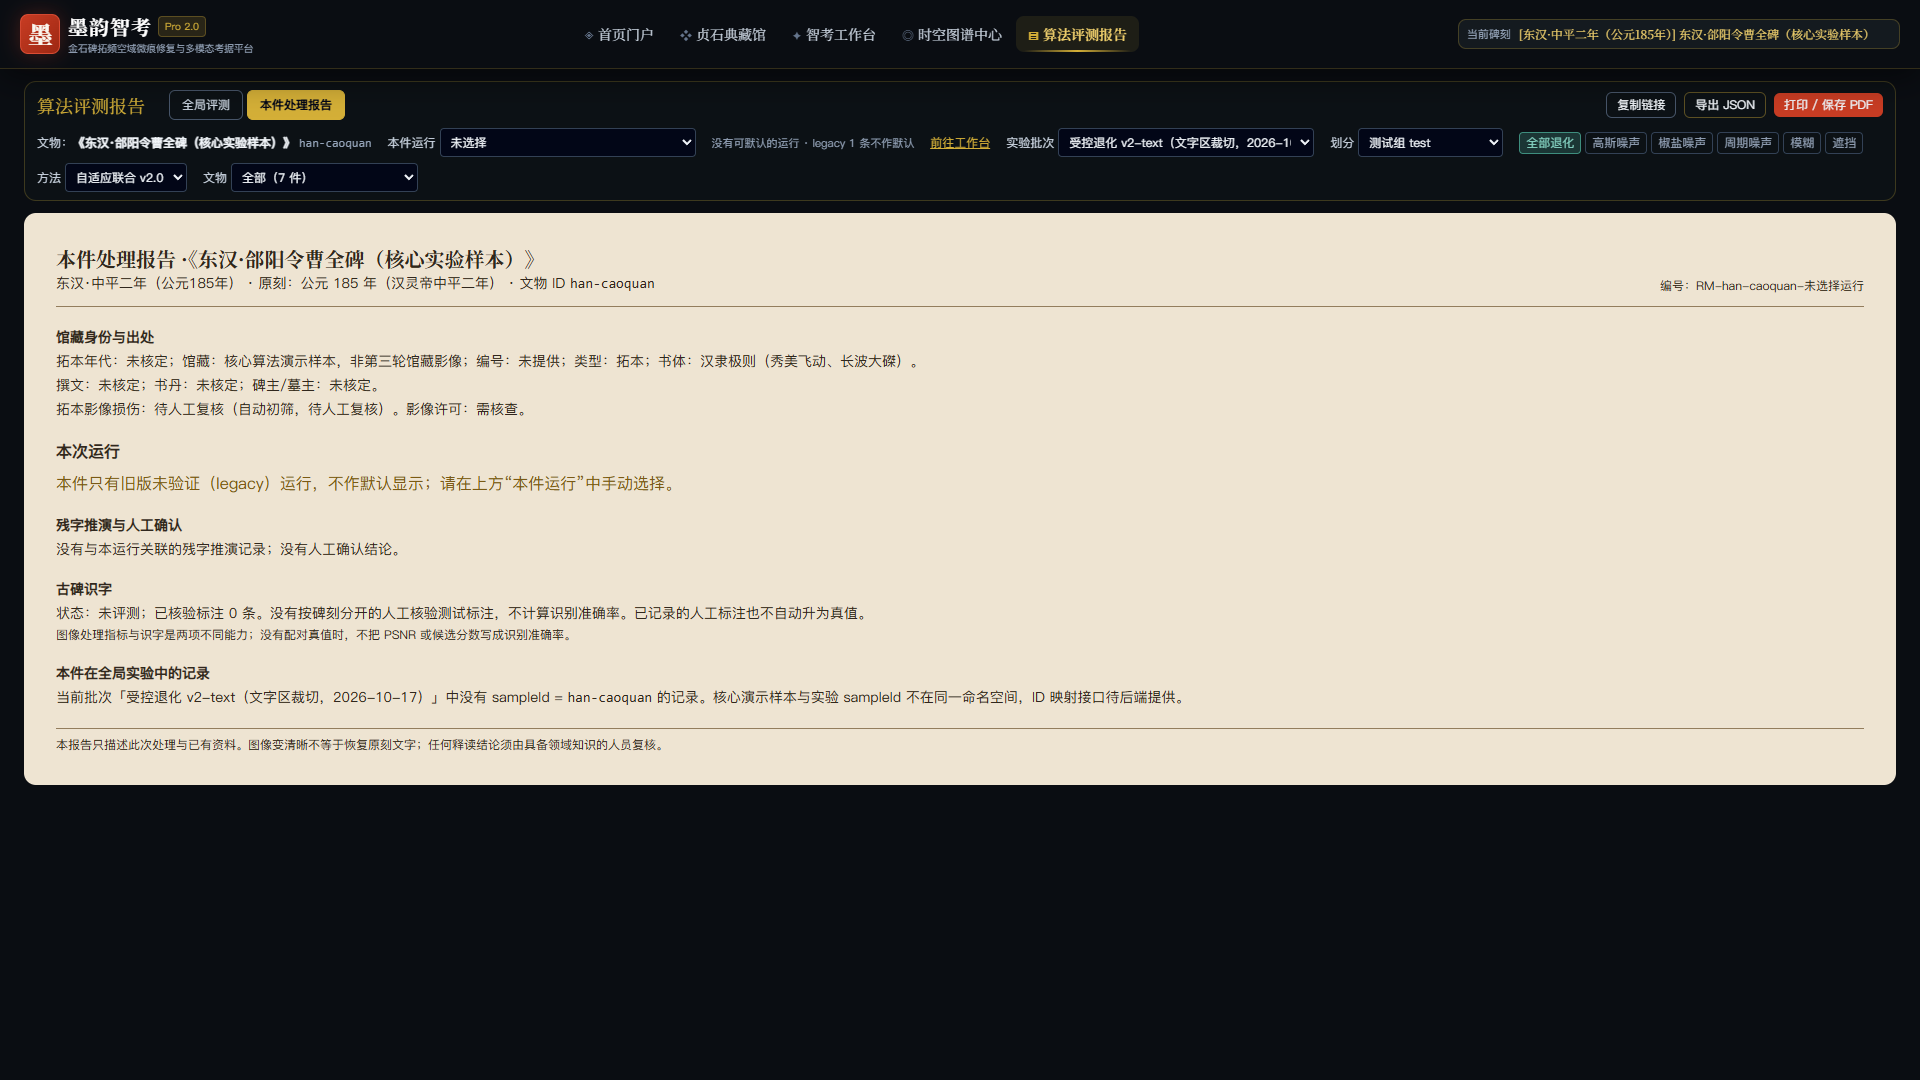 墨 墨韵智考 Pro 2.0
金石碑拓频空域微痕修复与多模态考据平台
首页门户 贞石典藏馆 智考工作台 时空图谱中心 算法评测报告
当前碑刻 [东汉·中平二年（公元185年）] 东汉·郃阳令曹全碑（核心实验样本）
算法评测报告 全局评测 本件处理报告 复制链接 导出 JSON 打印 / 保存 PDF
文物：《东汉·郃阳令曹全碑（核心实验样本）》 han-caoquan 本件运行 未选择 没有可默认的运行 · legacy 1 条不作默认 前往工作台 实验批次 受控退化 v2-text（文字区裁切，2026-1 划分 测试组 test 全部退化 高斯噪声 椒盐噪声 周期噪声 模糊 遮挡
方法 自适应联合 v2.0 文物 全部（7 件）
本件处理报告 ·《东汉·郃阳令曹全碑（核心实验样本）》
东汉·中平二年（公元185年） · 原刻：公元 185 年（汉灵帝中平二年） · 文物 ID han-caoquan
编号：RM-han-caoquan-未选择运行
馆藏身份与出处
拓本年代：未核定；馆藏：核心算法演示样本，非第三轮馆藏影像；编号：未提供；类型：拓本；书体：汉隶极则（秀美飞动、长波大磔）。
撰文：未核定；书丹：未核定；碑主/墓主：未核定。
拓本影像损伤：待人工复核（自动初筛，待人工复核）。影像许可：需核查。
本次运行
本件只有旧版未验证（legacy）运行，不作默认显示；请在上方“本件运行”中手动选择。
残字推演与人工确认
没有与本运行关联的残字推演记录；没有人工确认结论。
古碑识字
状态：未评测；已核验标注 0 条。没有按碑刻分开的人工核验测试标注，不计算识别准确率。已记录的人工标注也不自动升为真值。
图像处理指标与识字是两项不同能力；没有配对真值时，不把 PSNR 或候选分数写成识别准确率。
本件在全局实验中的记录
当前批次「受控退化 v2-text（文字区裁切，2026-10-17）」中没有 sampleId = han-caoquan 的记录。核心演示样本与实验 sampleId 不在同一命名空间，ID 映射接口待后端提供。
本报告只描述此次处理与已有资料。图像变清晰不等于恢复原刻文字；任何释读结论须由具备领域知识的人员复核。